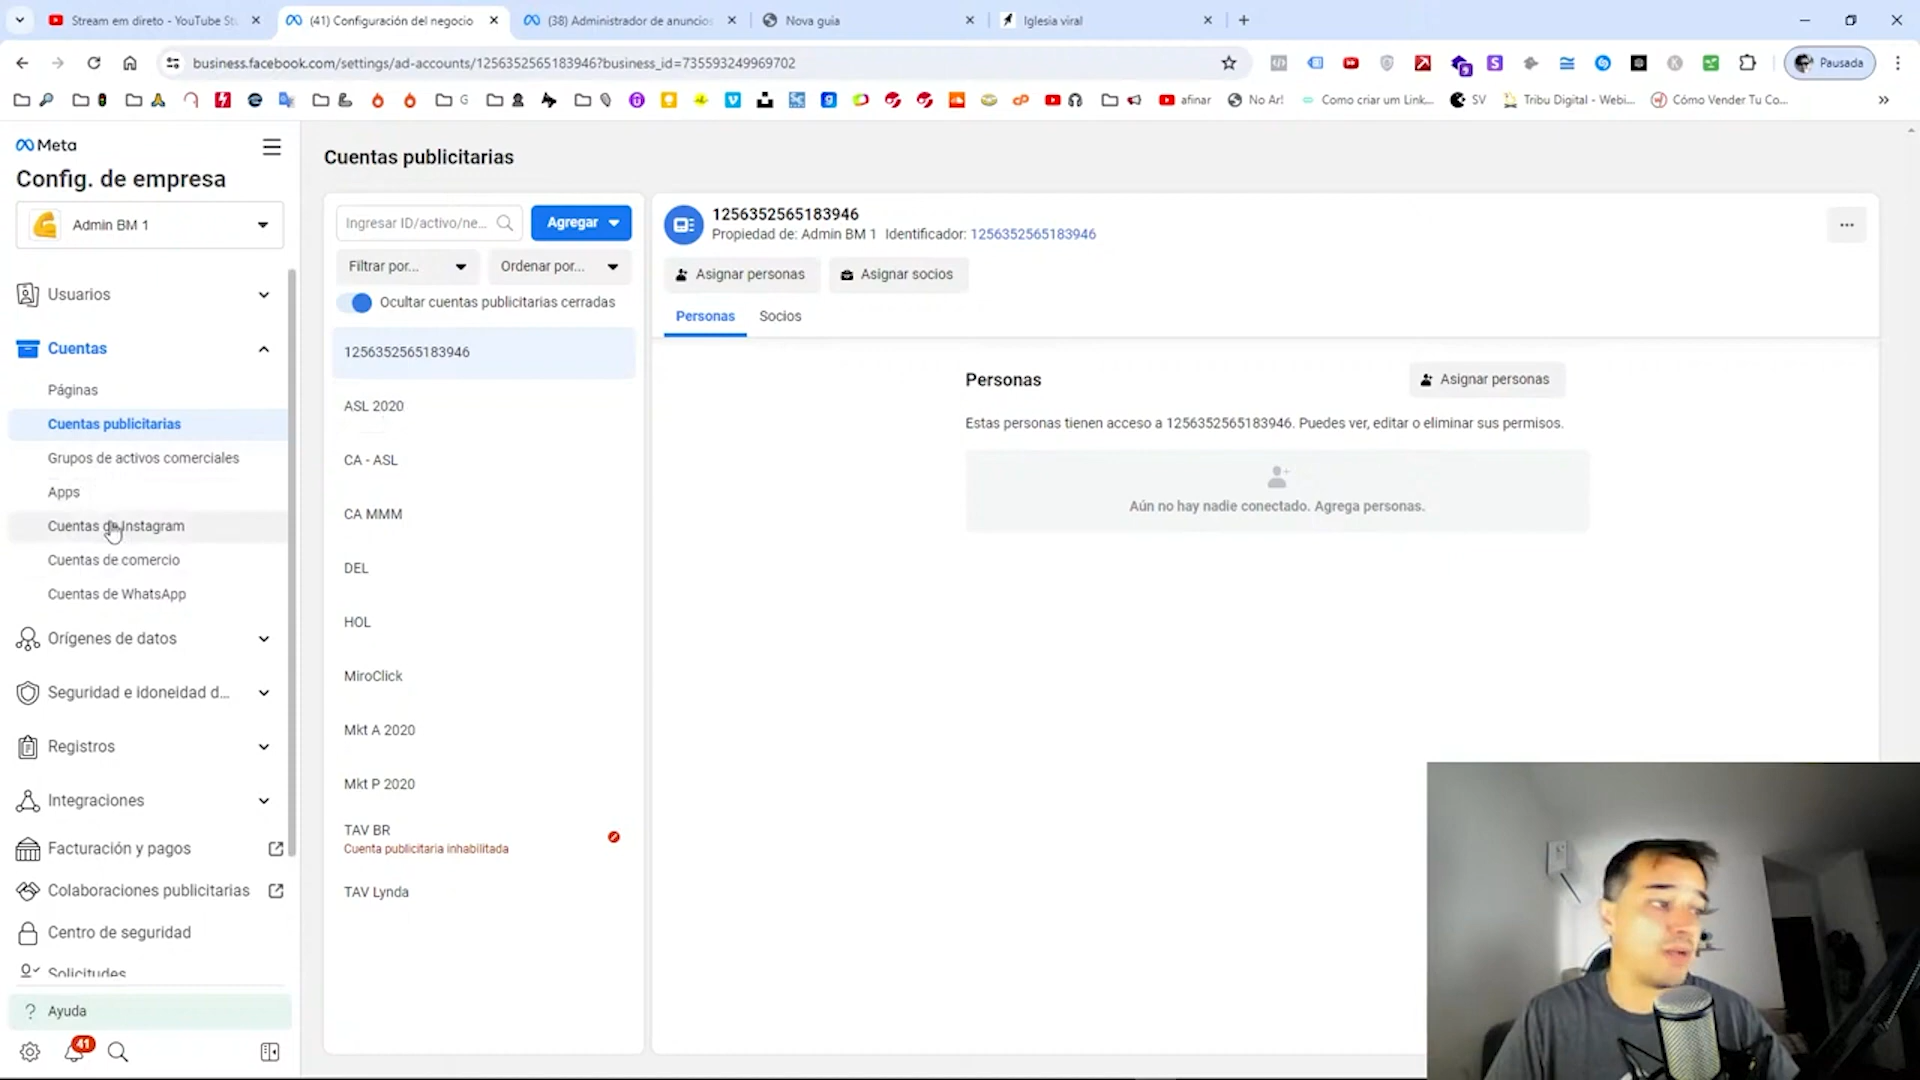 Stream em direto - YouTube St
(41) Configuración del negocio
(38) Administrador de anuncios
Nova guia
Iglesia viral
business.facebook.com/settings/ad-accounts/1256352565183946?business_id=735593249969702
Pausada
G
afinar
No Ar!
Como criar um Link...
SV
Tribu Digital - Webi...
Cómo Vender Tu Co...
Meta
Config. de empresa
Admin BM 1
Usuarios
Cuentas
Páginas
Cuentas publicitarias
Grupos de activos comerciales
Apps
Cuentas de Instagram
Cuentas de comercio
Cuentas de WhatsApp
Orígenes de datos
Seguridad e idoneidad d...
Registros
Integraciones
Facturación y pagos
Colaboraciones publicitarias
Centro de seguridad
Solicitudes
? Ayuda
41
Cuentas publicitarias
Ingresar ID/activo/ne...
Agregar
Filtrar por...
Ordenar por...
Ocultar cuentas publicitarias cerradas
1256352565183946
ASL 2020
CA - ASL
CA MMM
DEL
HOL
MiroClick
Mkt A 2020
Mkt P 2020
TAV BR
Cuenta publicitaria inhabilitada
TAV Lynda
1256352565183946
Propiedad de: Admin BM 1 Identificador: 1256352565183946
...
Asignar personas
Asignar socios
Personas
Socios
Personas
Asignar personas
Estas personas tienen acceso a 1256352565183946. Puedes ver, editar o eliminar sus permisos.
Aún no hay nadie conectado. Agrega personas.